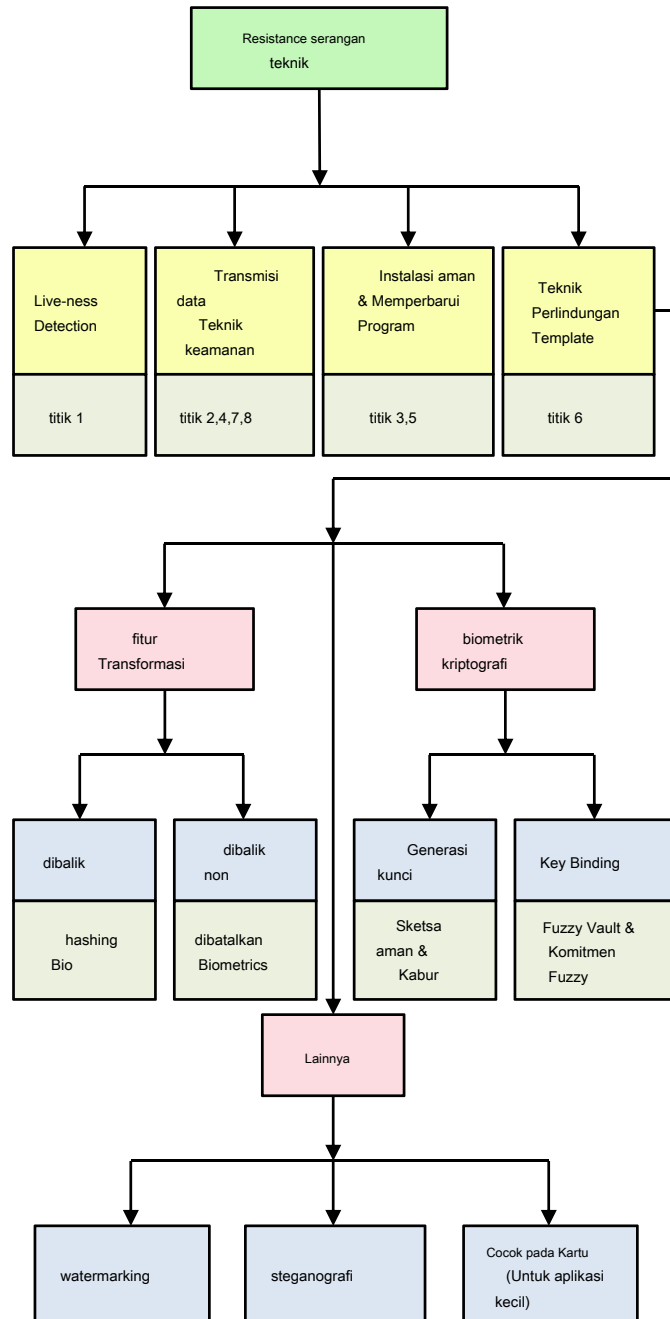 Resistance serangan
teknik
Live-ness
Detection
Transmisi
data
Teknik
keamanan
Instalasi aman
& Memperbarui
Program
Teknik
Perlindungan
Template
titik 1
titik 2,4,7,8
titik 3,5
titik 6
fitur
Transformasi
biometrik
kriptografi
dibalik
dibalik
non
Generasi
kunci
Key Binding
hashing
Bio
dibatalkan
Biometrics
Sketsa
aman &
Kabur
Fuzzy Vault &
Komitmen
Fuzzy
Lainnya
watermarking
steganografi
Cocok pada Kartu
(Untuk aplikasi
kecil)